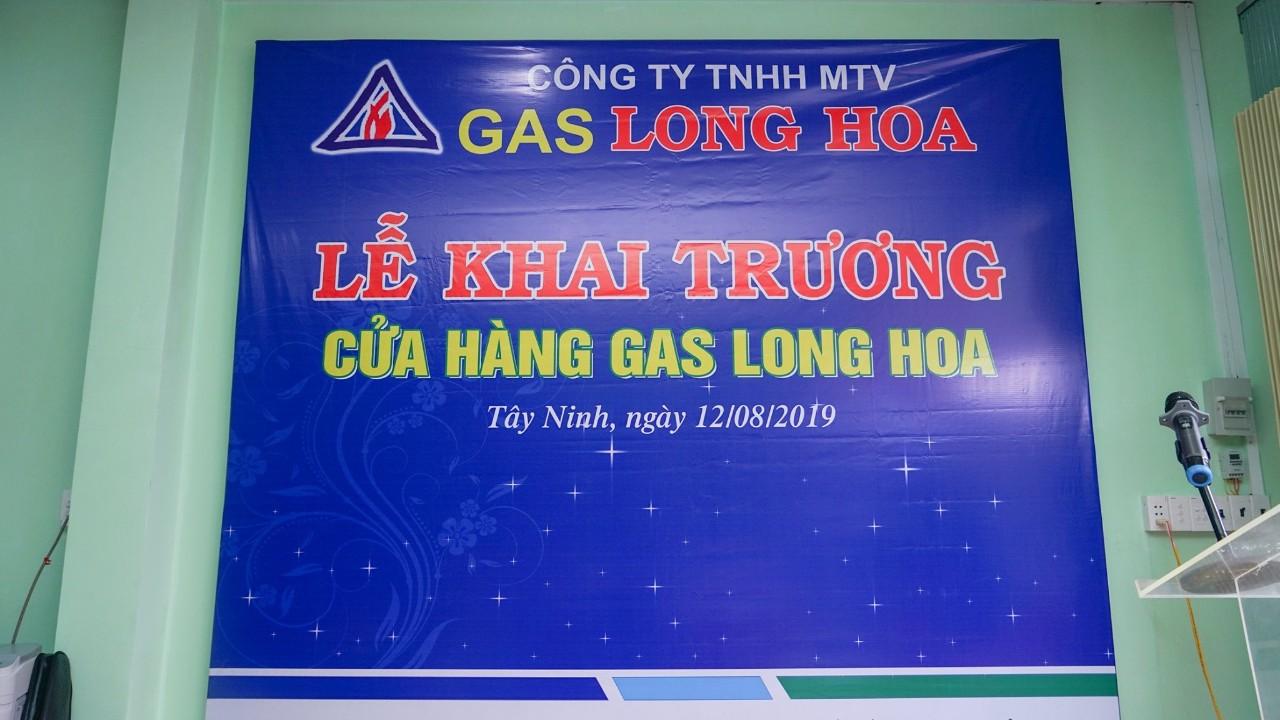 CÔNG TY TNHH MTV
GAS LONG HOA
LỄ KHAI TRƯƠNG
CỬA HÀNG GAS LONG HOA
Tây Ninh, ngày 12/08/2019